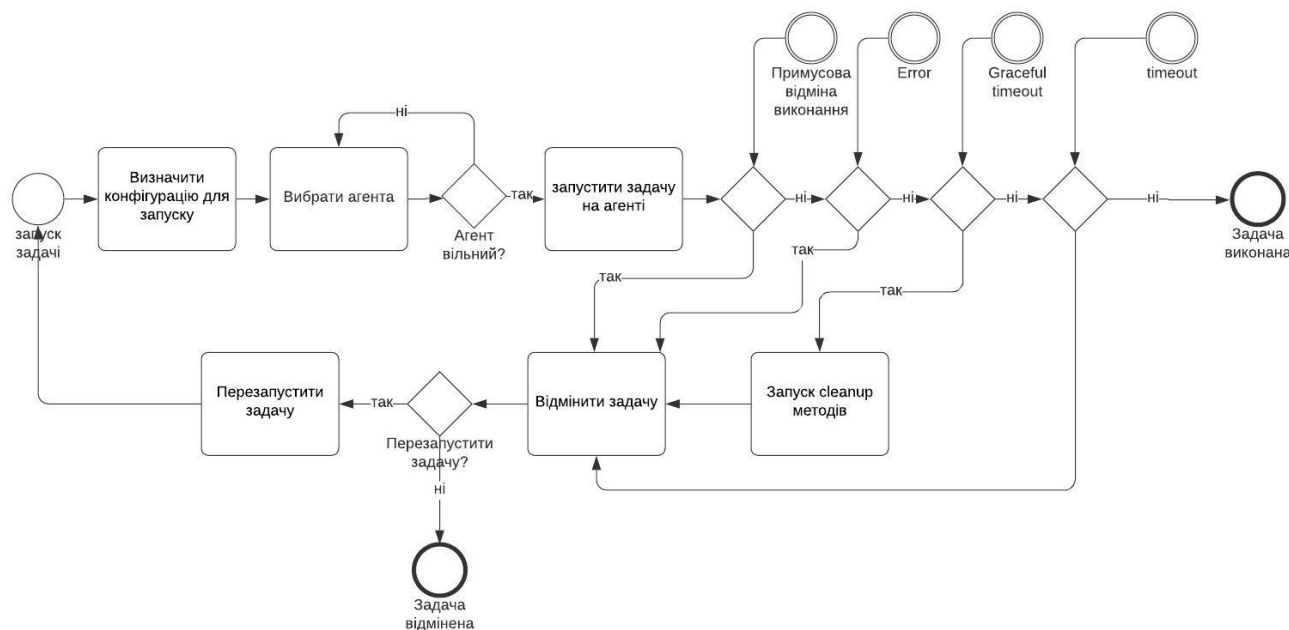 Примусова
відміна
виконання
Error
Graceful
timeout
timeout
ні
Визначити
конфігурацію для
запуску
Вибрати агента
так
запустити задачу
на агенті
ні
ні
ні
ні
запуск
задачі
Агент
вільний?
Задача
виконана
так
так
так
Перезапустити
задачу
так
Відмінити задачу
Запуск cleanup
методів
Перезапустити
задачу?
ні
Задача
відмінена